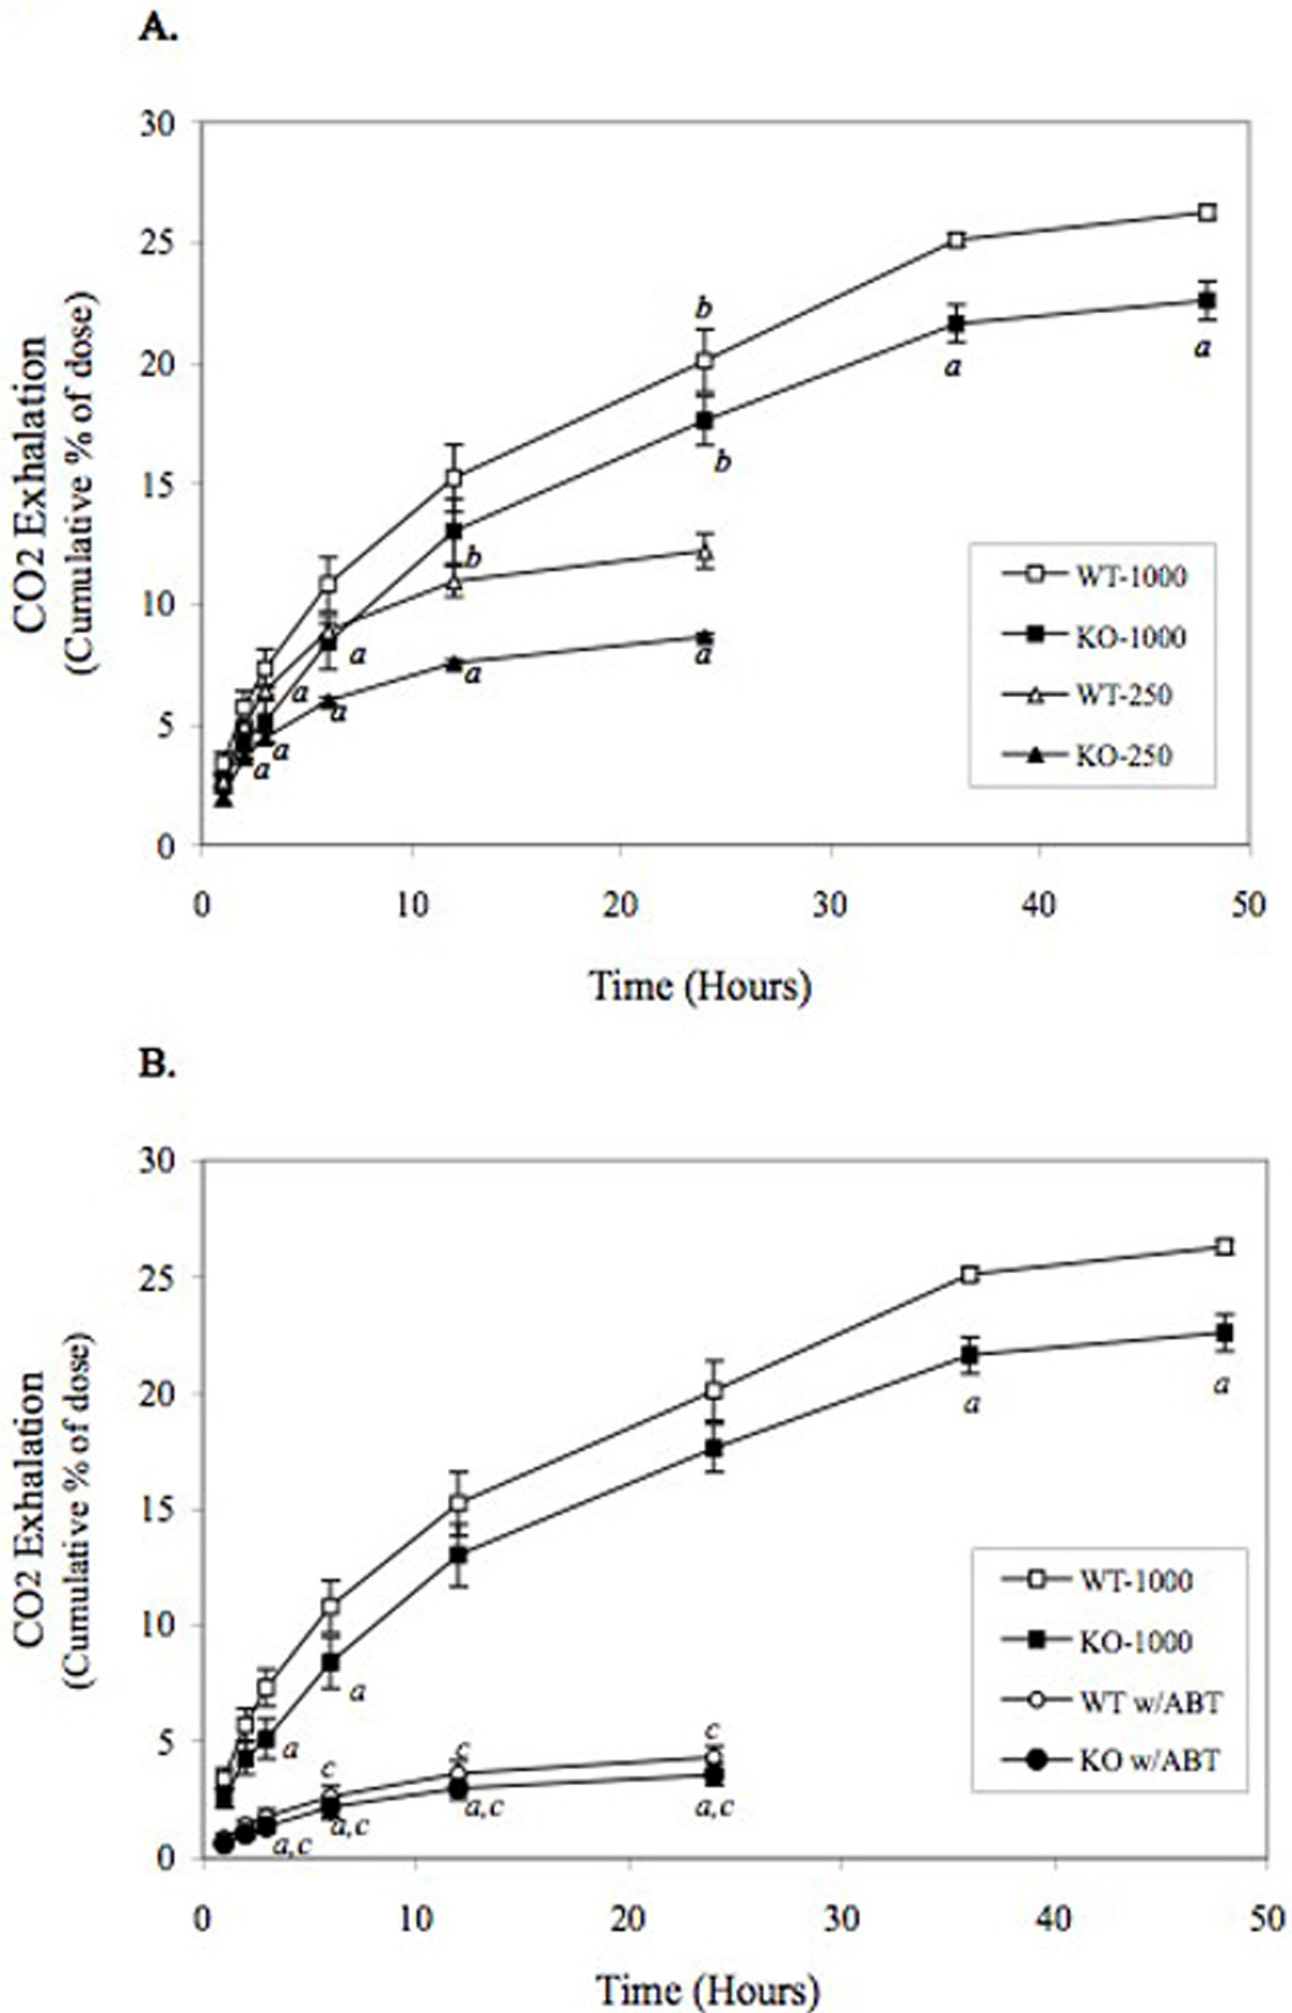 A.
30
25
20
15
10
5
0
CO2 Exhalation
(Cumulative % of dose)
b
a
a
b
b
a
a
a
a
a
a
a
WT-1000
KO-1000
WT-250
KO-250
0 10 20 30 40 50
Time (Hours)
B.
30
25
20
15
10
5
0
CO2 Exhalation
(Cumulative % of dose)
a
a
a
a
c
c
c
a,c
a,c
a,c
a,c
WT-1000
KO-1000
WT w/ABT
KO w/ABT
0 10 20 30 40 50
Time (Hours)